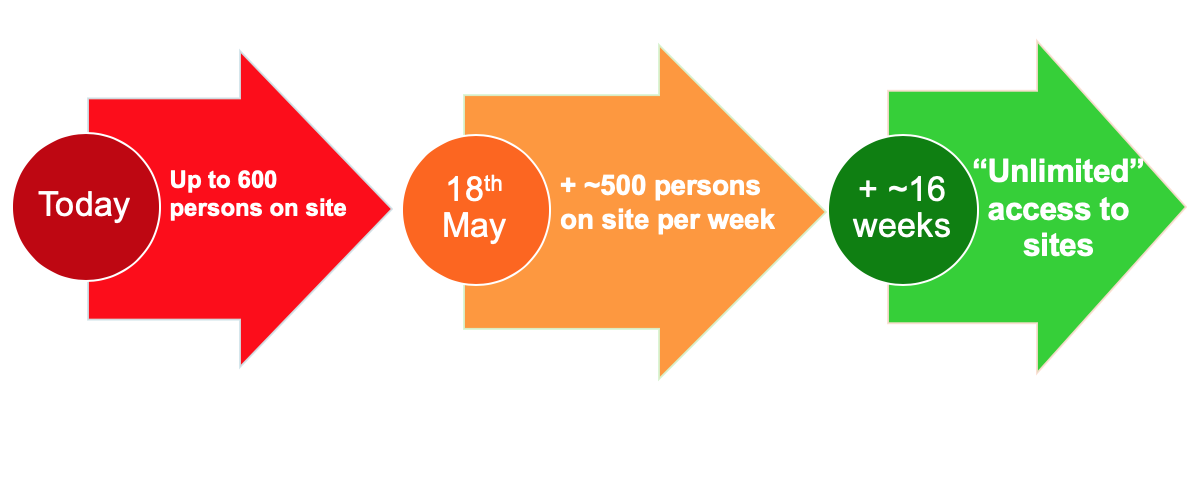 Today
Up to 600
persons on site
18th
May
+ ~500 persons
on site per week
+ ~16
weeks
“Unlimited”
access to
sites